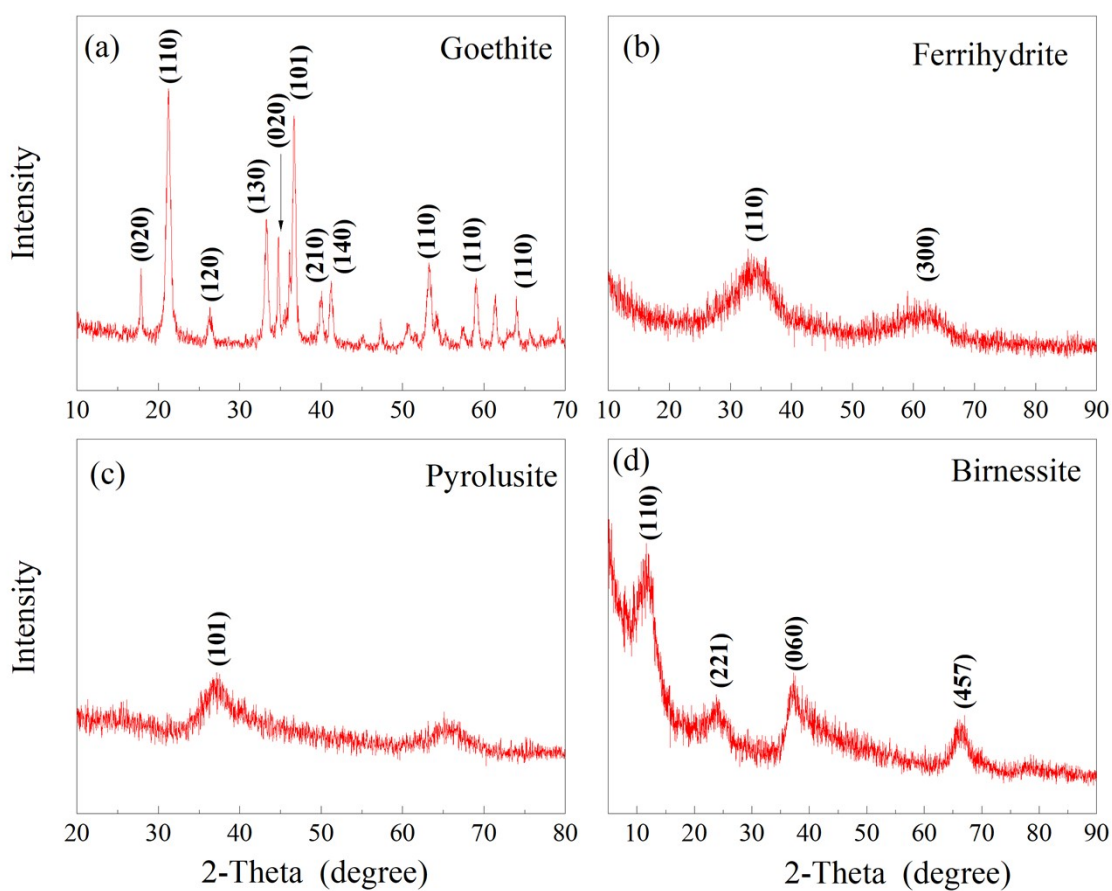 (a)
Goethite
(020)
(110)
(120)
(130)
(020)
(101)
(210)
(140)
(110)
(110)
(110)
Intensity
10 20 30 40 50 60 70
(b)
Ferrihydrite
(110)
(300)
10 20 30 40 50 60 70 80 90
(c)
Pyrolusite
(101)
Intensity
20 30 40 50 60 70 80
2-Theta (degree)
(d)
Birnessite
(110)
(221)
(060)
(457)
10 20 30 40 50 60 70 80 90
2-Theta (degree)